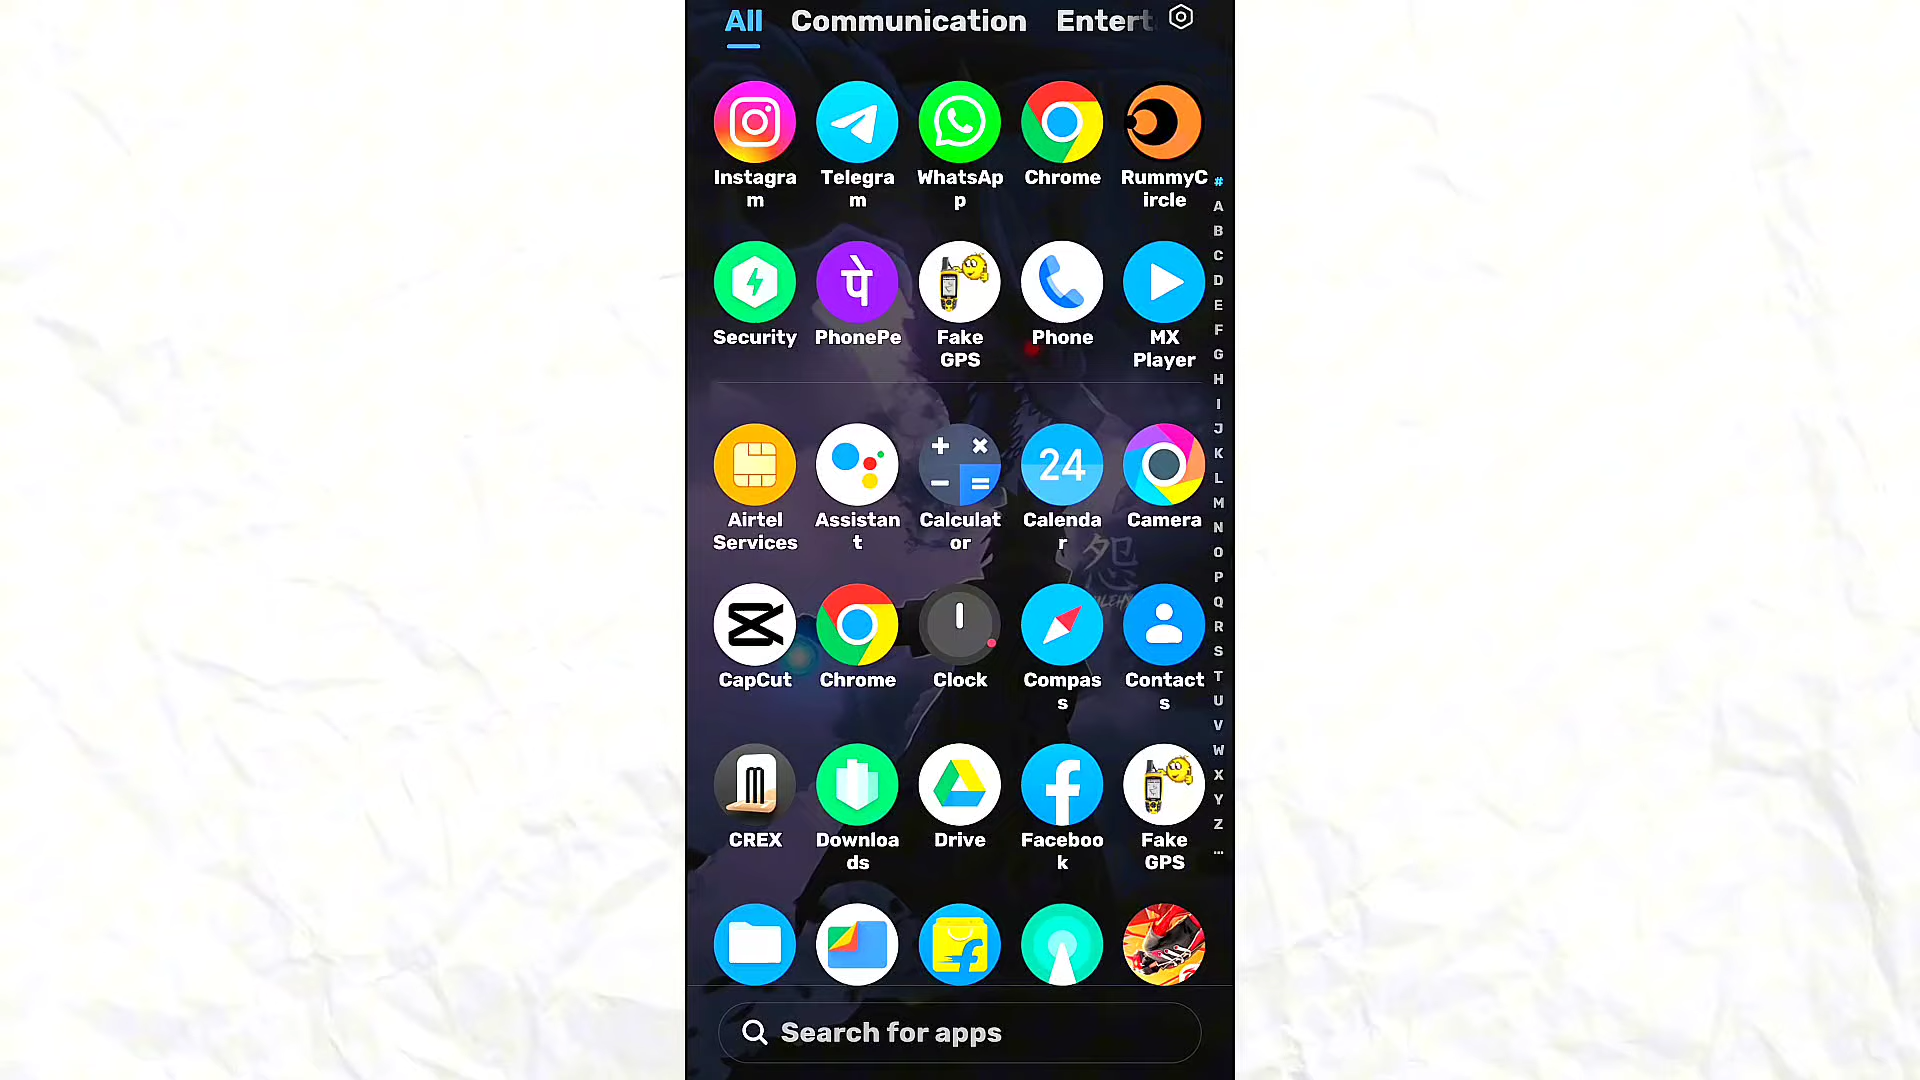 All Communication Entert
Instagra
m
Telegra
m
WhatsAp
p
Chrome
RummyC
ircle
Security
पे
PhonePe
Fake
GPS
Phone
MX
Player
Airtel
Services
Assistan
t
Calculat
or
24
Calenda
r
Camera
怨
CapCut
Chrome
Clock
Compas
s
Contact
s
CREX
Downloa
ds
Drive
Faceboo
k
Fake
GPS
#
A
B
C
D
E
F
G
H
I
J
K
L
M
N
O
P
Q
R
S
T
U
V
W
X
Y
Z
...
Search for apps